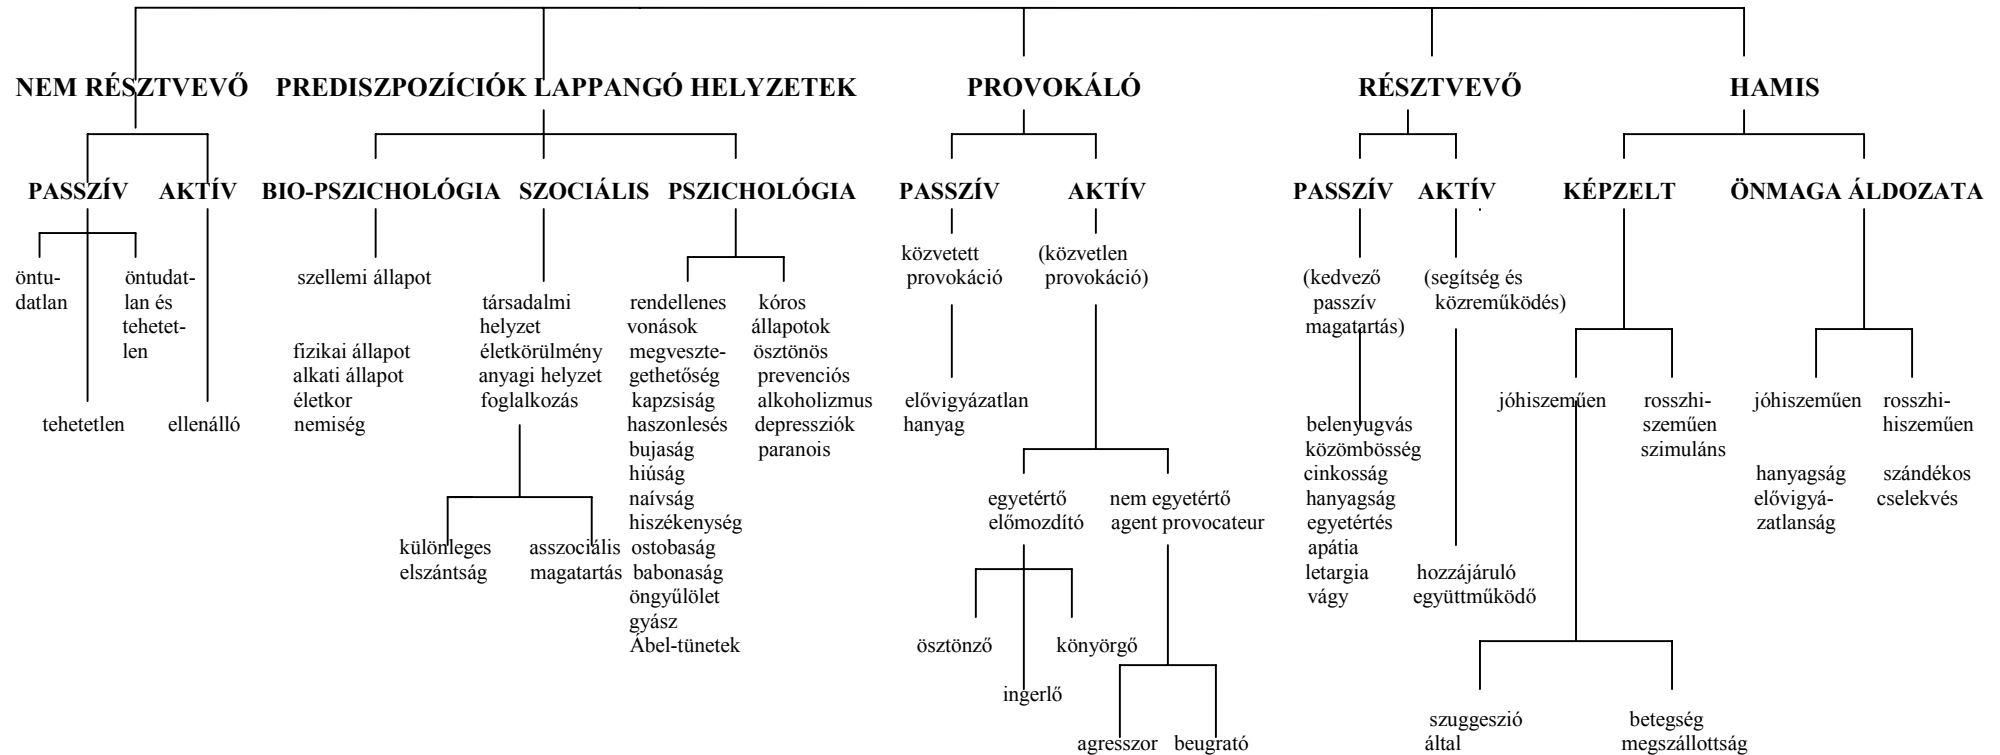 NEM RÉSZTVEVŐ
PREDISZPOZÍCIÓK LAPPANGÓ HELYZETEK
PROVOKÁLÓ
RÉSZTVEVŐ
HAMIS
PASSZÍV
AKTÍV
BIO-PSZICHOLÓGIA
SZOCIÁLIS
PSZICHOLÓGIA
PASSZÍV
AKTÍV
PASSZÍV
AKTÍV
KÉPZELT
ÖNMAGA ÁLDOZATA
öntu-
datlan
öntudat-
lan és
tehetet-
len
tehetetlen
ellenálló
szellemi állapot
fizikai állapot
alkati állapot
életkor
nemiség
társadalmi
helyzet
életkörülmény
anyagi helyzet
foglalkozás
különleges
elszántság
asszociális
magatartás
rendellenes
vonások
megveszte-
gethetőség
kapzsiság
haszonlesés
bujaság
hiúság
naívság
hiszékenység
ostobaság
babonaság
öngyűlölet
gyász
Ábel-tünetek
kóros
állapotok
ösztönös
prevenciós
alkoholizmus
depressziók
paranois
közvetett
provokáció
elővigyázatlan
hanyag
(közvetlen
provokáció)
egyetértő
előmozdító
nem egyetértő
agent provocateur
ösztönző
könyörgő
ingerlő
agresszor
beugrató
(kedvező
passzív
magatartás)
belenyugvás
közömbösség
cinkosság
hanyagság
egyetértés
apátia
letargia
vágy
(segítség és
közreműködés)
hozzájáruló
együttműködő
jóhiszeműen
rosszhi-
szeműen
szimuláns
szuggeszió
által
betegség
megszállottság
jóhiszeműen
hanyagság
elővigyá-
zatlanság
rosszhi-
hiszeműen
szándékos
cselekvés